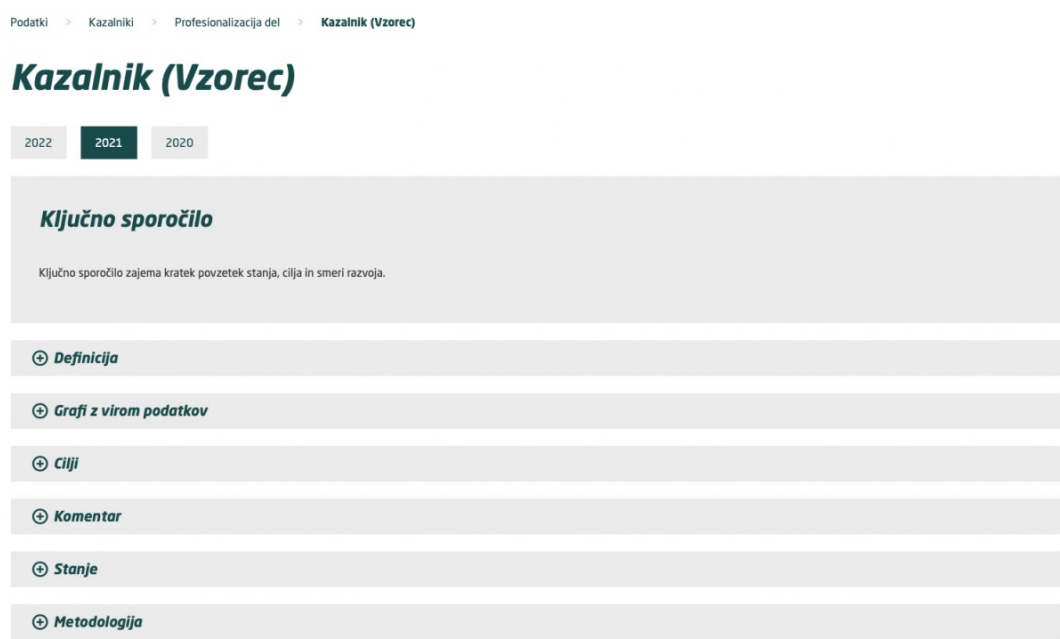 Podatki > Kazalniki > Profesionalizacija del > Kazalnik (Vzorec)
Kazalnik (Vzorec)
2022 2021 2020
Ključno sporočilo
Ključno sporočilo zajema kratek povzetek stanja, cilja in smeri razvoja.
Definicija
Grafi z virom podatkov
Cilji
Komentar
Stanje
Metodologija